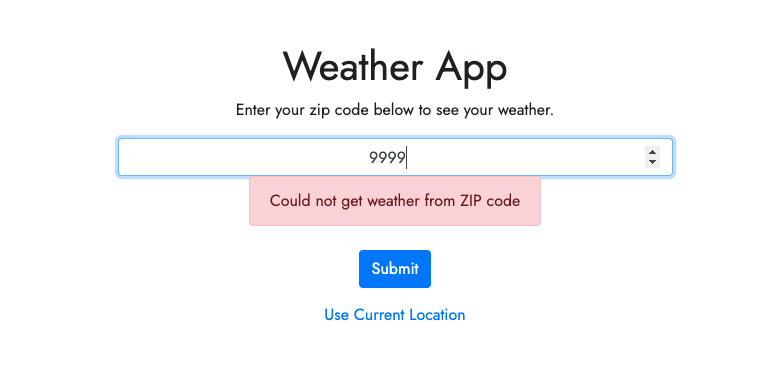 Weather App
Enter your zip code below to see your weather.
9999
Could not get weather from ZIP code
Submit
Use Current Location